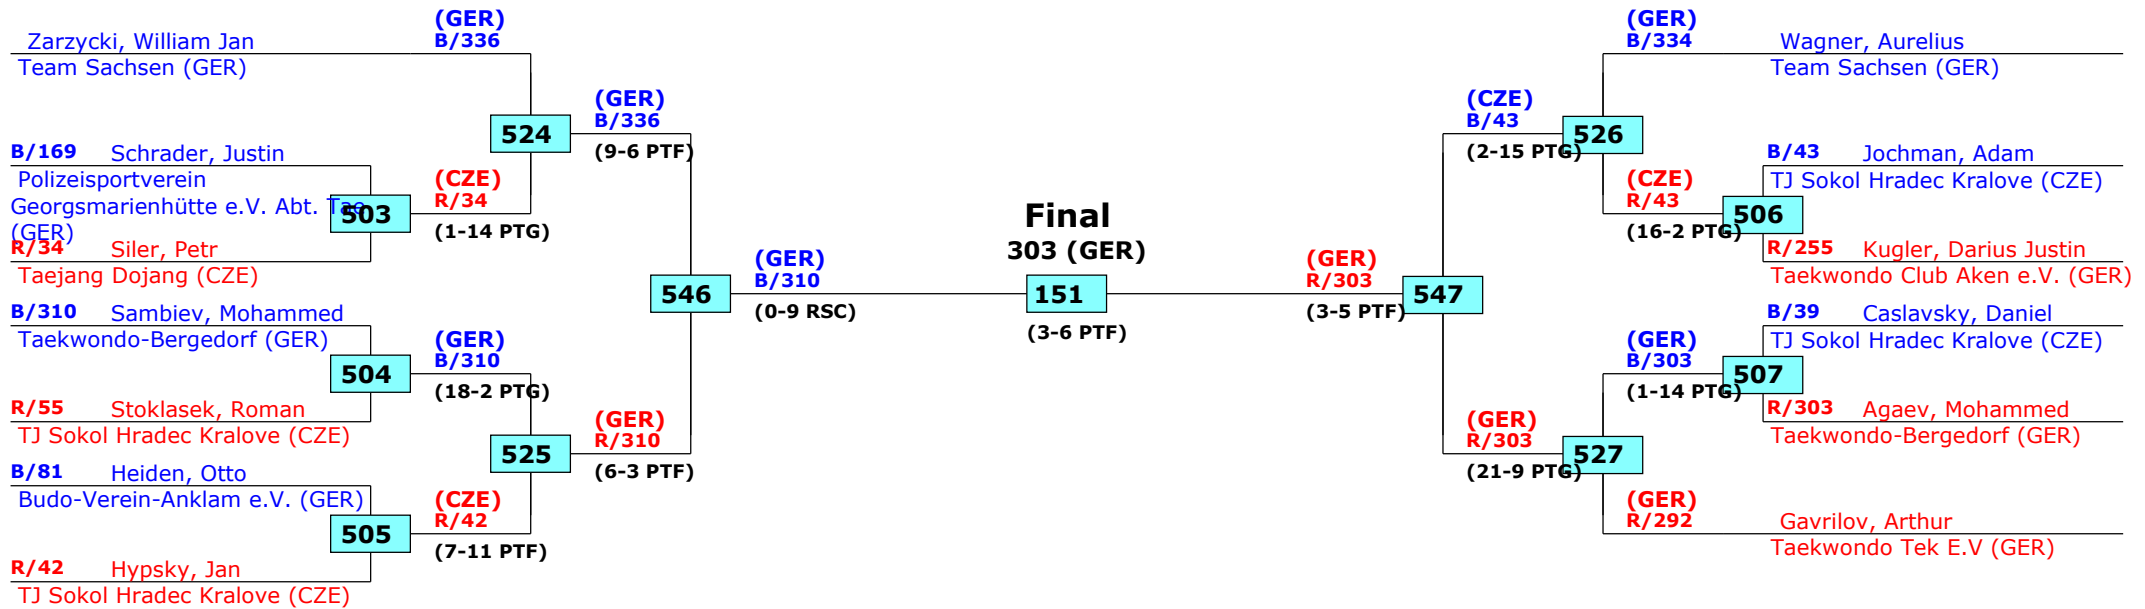 (GER)
Zarzycki, William Jan B/336
Team Sachsen (GER)
(GER)
B/336
524
(9-6 PTF)
B/169 Schrader, Justin
Polizeisportverein
Georgsmarienhütte e.V. Abt. Tae
(GER)
503
(CZE)
R/34
(1-14 PTG)
R/34 Siler, Petr
Taejang Dojang (CZE)
546
(GER)
B/310
(0-9 RSC)
B/310 Sambiev, Mohammed
Taekwondo-Bergedorf (GER)
504
(GER)
B/310
(18-2 PTG)
R/55 Stoklasek, Roman
TJ Sokol Hradec Kralove (CZE)
525
(GER)
R/310
(6-3 PTF)
B/81 Heiden, Otto
Budo-Verein-Anklam e.V. (GER)
505
(CZE)
R/42
(7-11 PTF)
R/42 Hypsky, Jan
TJ Sokol Hradec Kralove (CZE)
Final
303 (GER)
151
(3-6 PTF)
(GER)
R/303
(3-5 PTF)
547
(GER)
B/334 Wagner, Aurelius
Team Sachsen (GER)
(CZE)
B/43
(2-15 PTG)
526
B/43 Jochman, Adam
TJ Sokol Hradec Kralove (CZE)
(CZE)
R/43
(16-2 PTG)
506
R/255 Kugler, Darius Justin
Taekwondo Club Aken e.V. (GER)
B/39 Caslavsky, Daniel
TJ Sokol Hradec Kralove (CZE)
(GER)
B/303
(1-14 PTG)
507
R/303 Agaev, Mohammed
Taekwondo-Bergedorf (GER)
(GER)
R/303
(21-9 PTG)
527
(GER)
R/292 Gavrilov, Arthur
Taekwondo Tek E.V (GER)